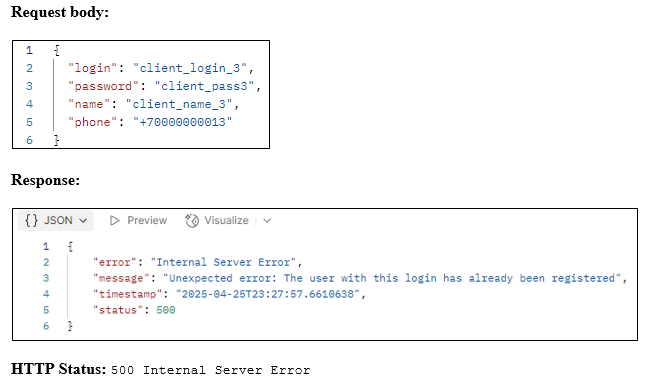 Request body:
1 {
2 "login": "client_login_3",
3 "password": "client_pass3",
4 "name": "client_name_3",
5 "phone": "+70000000013"
6 }
Response:
{} JSON Preview Visualize
1 {
2 "error": "Internal Server Error",
3 "message": "Unexpected error: The user with this login has already been registered",
4 "timestamp": "2025-04-25T23:27:57.6610638",
5 "status": 500
6 }
HTTP Status: 500 Internal Server Error